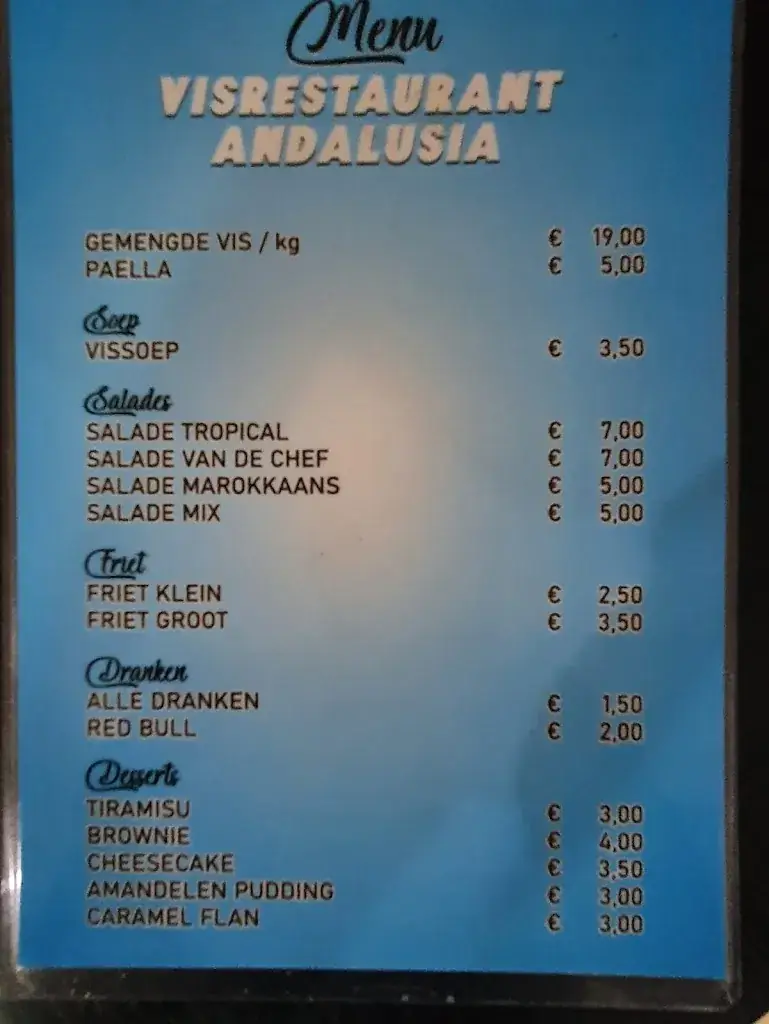 Menu
VISRESTAURANT
ANDALUSIA
GEMENGDE VIS / kg € 19,00
PAELLA € 5,00
Soep
VISSOEP € 3,50
Salades
SALADE TROPICAL € 7,00
SALADE VAN DE CHEF € 7,00
SALADE MAROKKAANS € 5,00
SALADE MIX € 5,00
Friet
FRIET KLEIN € 2,50
FRIET GROOT € 3,50
Dranken
ALLE DRANKEN € 1,50
RED BULL € 2,00
Desserts
TIRAMISU € 3,00
BROWNIE € 4,00
CHEESECAKE € 3,50
AMANDELEN PUDDING € 3,00
CARAMEL FLAN € 3,00